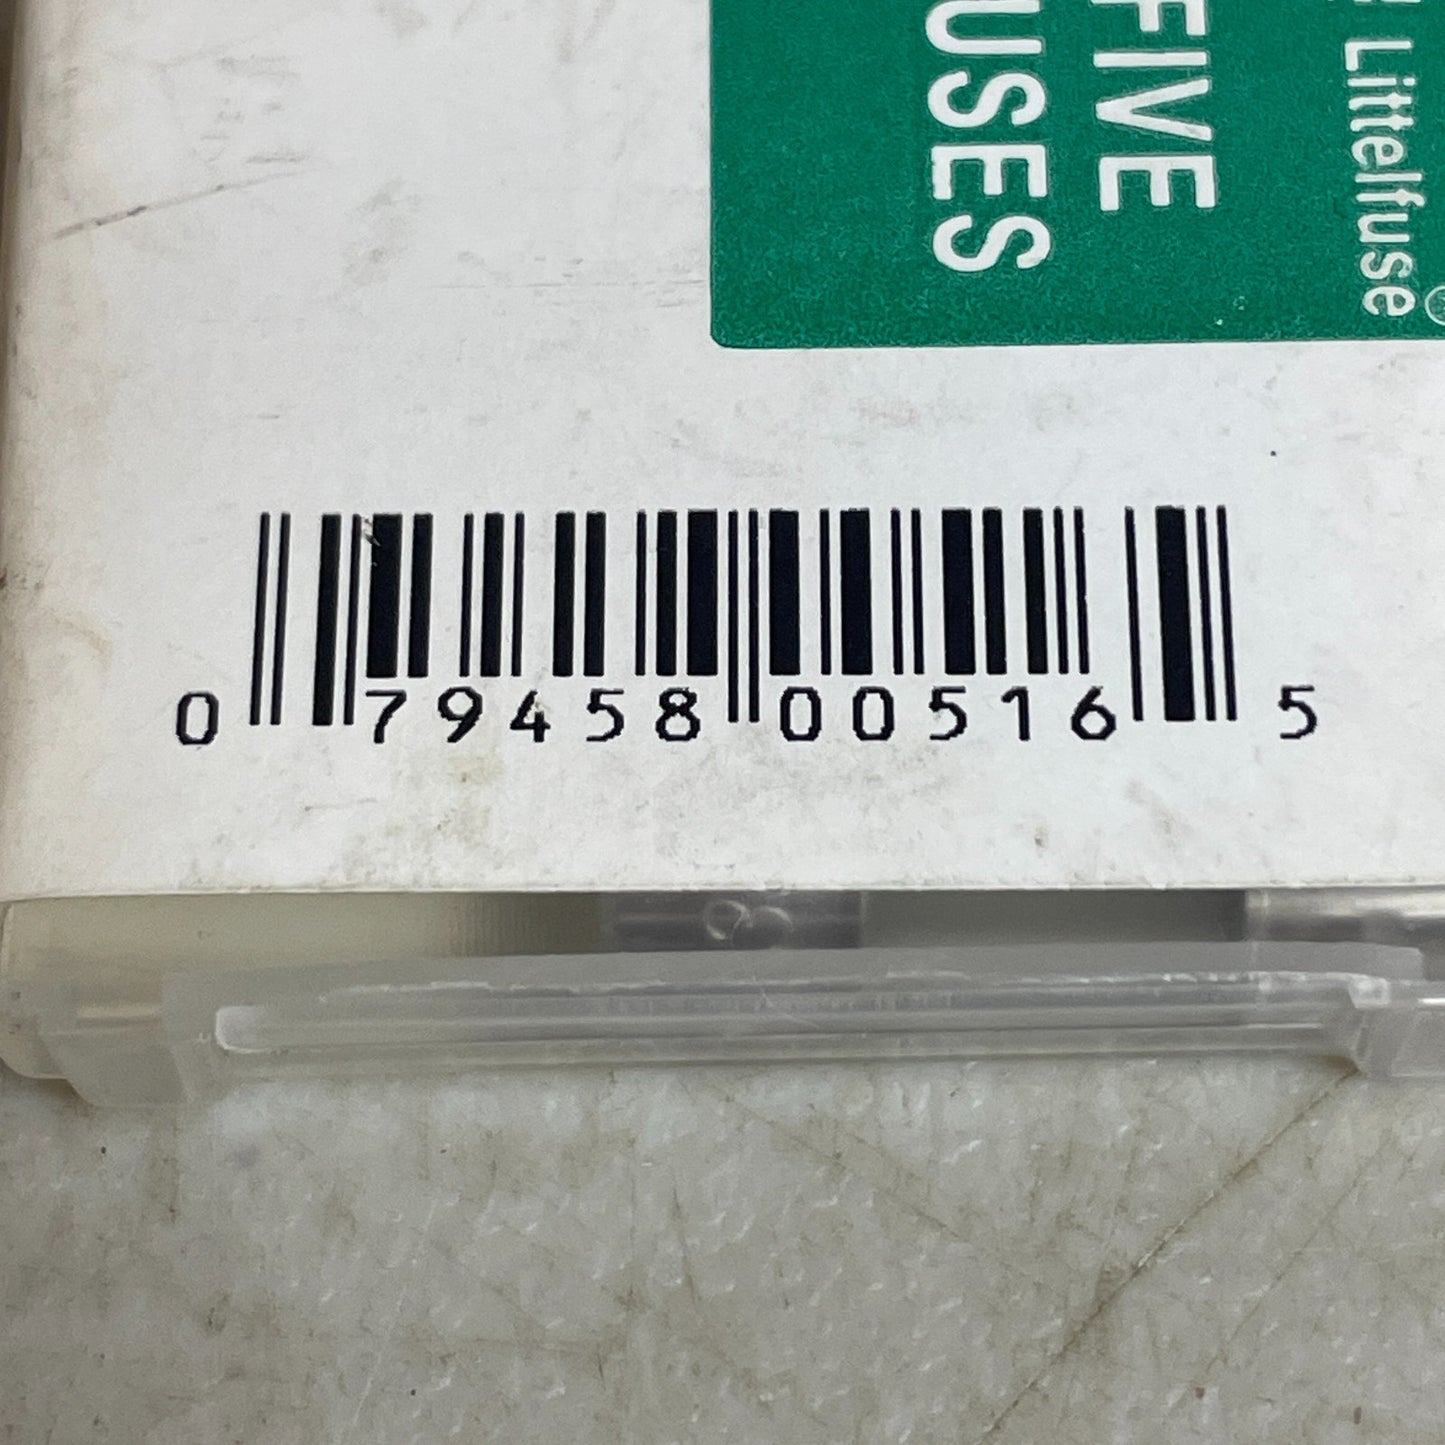 Littelfuse®
FIVE
USES
0 79458 00516 5